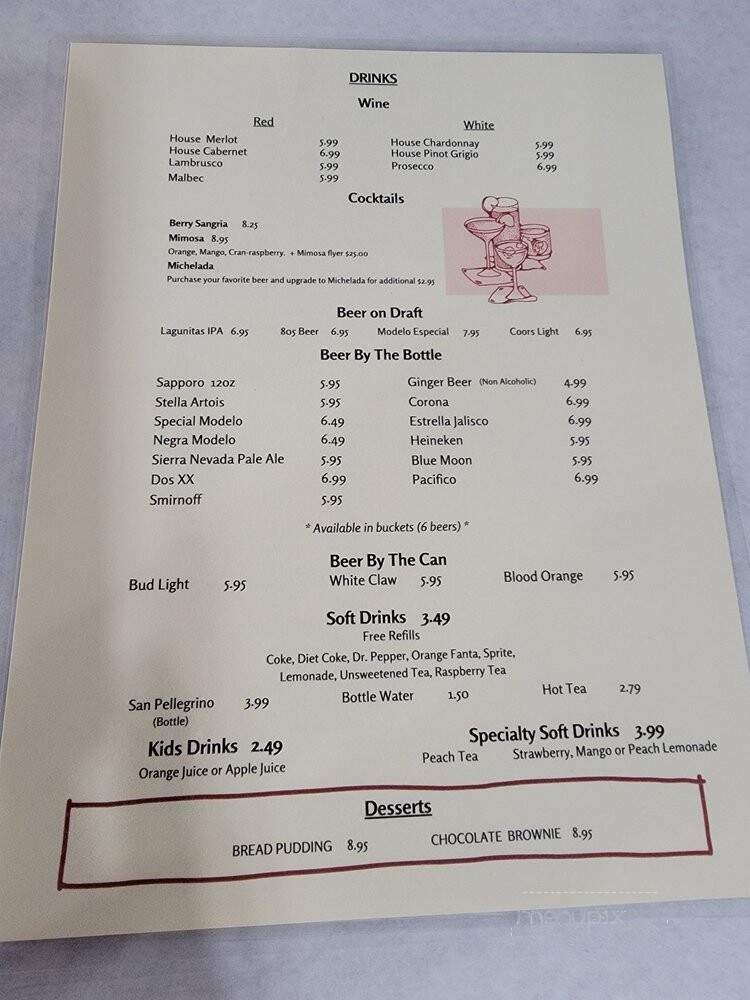 DRINKS
Wine
Red White
House Merlot 5.99 House Chardonnay 5.99
House Cabernet 6.99 House Pinot Grigio 5.99
Lambrusco 5.99 Prosecco 6.99
Malbec 5.99
Cocktails
Berry Sangria 8.25
Mimosa 8.95
Orange, Mango, Cran-raspberry. + Mimosa flyer $25.00
Michelada
Purchase your favorite beer and upgrade to Michelada for additional $2.95
Beer on Draft
Lagunitas IPA 6.95 805 Beer 6.95 Modelo Especial 7.95 Coors Light 6.95
Beer By The Bottle
Sapporo 12oz 5.95 Ginger Beer (Non Alcoholic) 4.99
Stella Artois 5.95 Corona 6.99
Special Modelo 6.49 Estrella Jalisco 6.99
Negra Modelo 6.49 Heineken 5.95
Sierra Nevada Pale Ale 5.95 Blue Moon 5.95
Dos XX 6.99 Pacifico 6.99
Smirnoff 5.95
* Available in buckets (6 beers) *
Beer By The Can
Bud Light 5.95 White Claw 5.95 Blood Orange 5.95
Soft Drinks 3.49
Free Refills
Coke, Diet Coke, Dr. Pepper, Orange Fanta, Sprite,
Lemonade, Unsweetened Tea, Raspberry Tea
San Pellegrino 3.99 Bottle Water 1.50 Hot Tea 2.79
(Bottle)
Kids Drinks 2.49 Specialty Soft Drinks 3.99
Orange Juice or Apple Juice Peach Tea Strawberry, Mango or Peach Lemonade
Desserts
BREAD PUDDING 8.95 CHOCOLATE BROWNIE 8.95